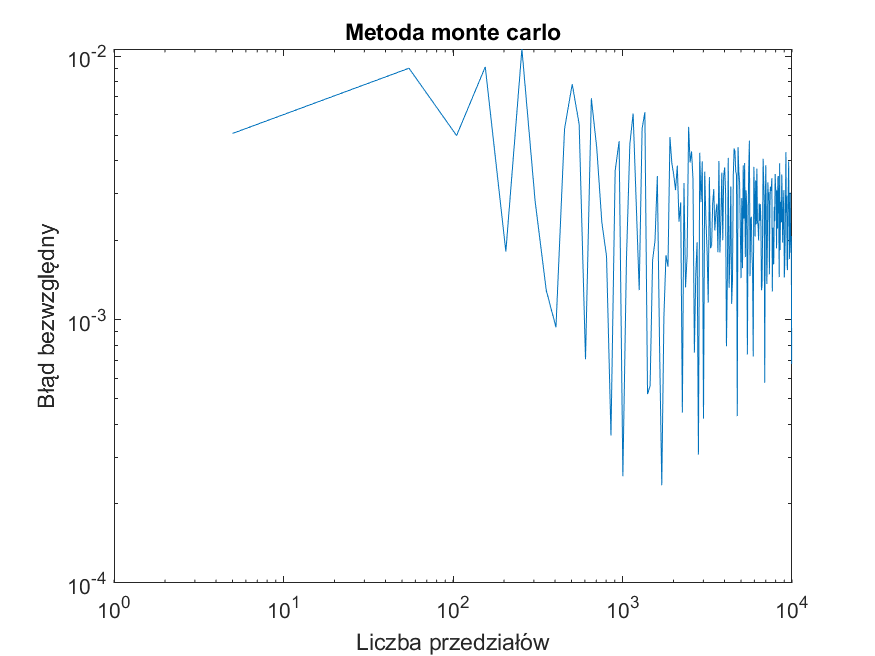 Metoda monte carlo
10^-2
10^-3
10^-4
Błąd bezwzględny
10^0 10^1 10^2 10^3 10^4
Liczba przedziałów